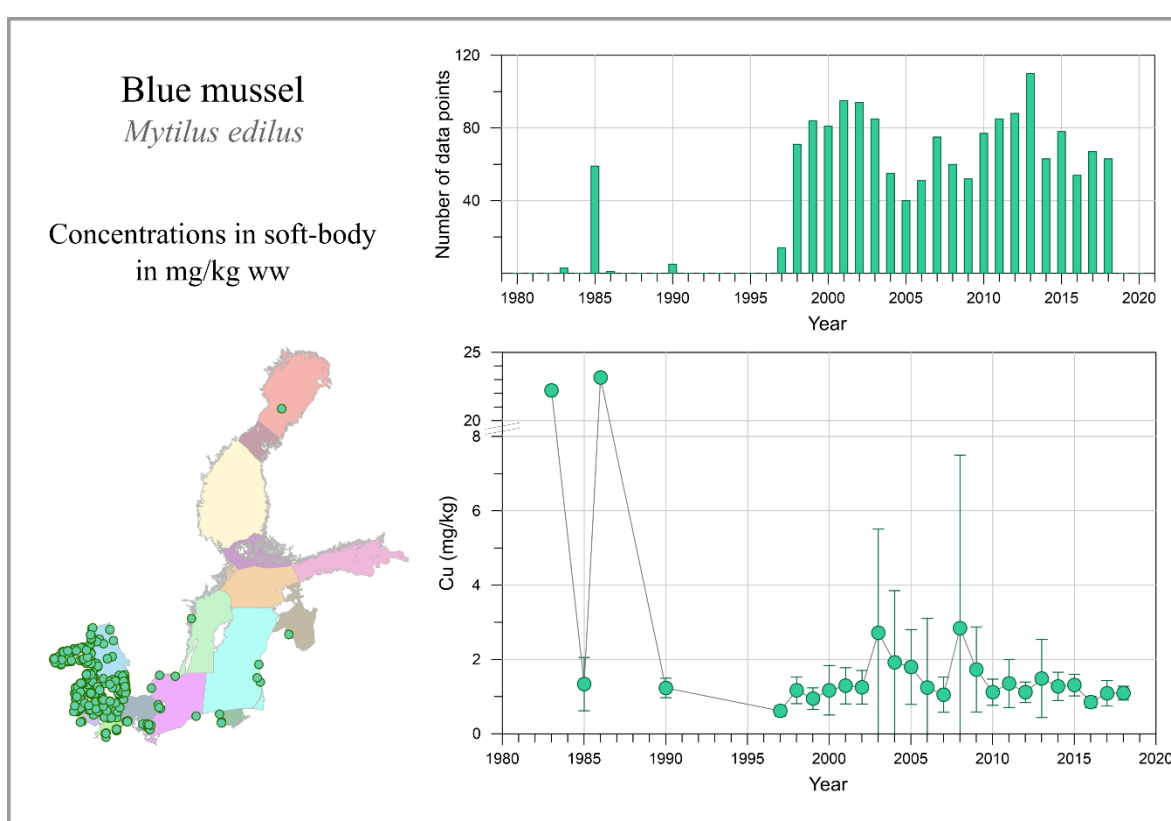 Blue mussel
Mytilus edilus
Concentrations in soft-body
in mg/kg ww
Number of data points
120
80
40
1980 1985 1990 1995 2000 2005 2010 2015 2020
Year
Cu (mg/kg)
25
20
8
6
4
2
0
1980 1985 1990 1995 2000 2005 2010 2015 2020
Year